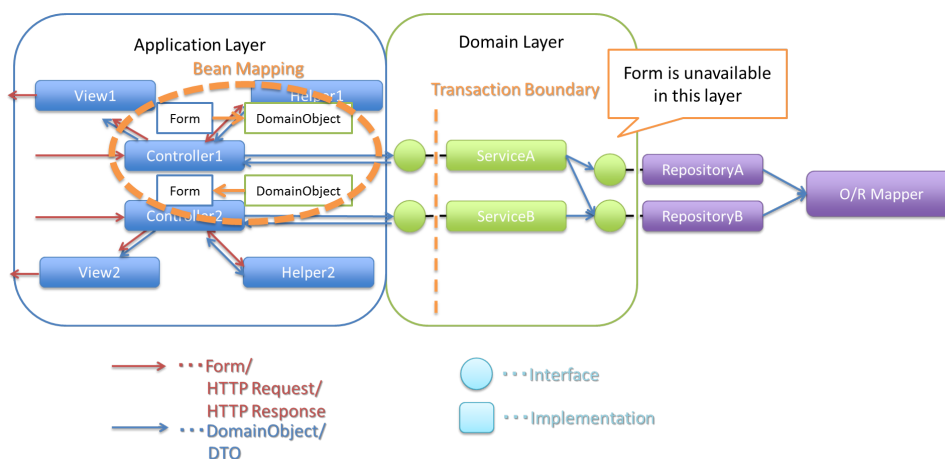 Application Layer
Domain Layer
Bean Mapping
Form is unavailable
in this layer
View1
Helper1
Transaction Boundary
Form
DomainObject
Controller1
ServiceA
RepositoryA
Form
DomainObject
O/R Mapper
Controller2
ServiceB
RepositoryB
View2
Helper2
･･･Form/
HTTP Request/
HTTP Response
･･･DomainObject/
DTO
･･･Interface
･･･Implementation